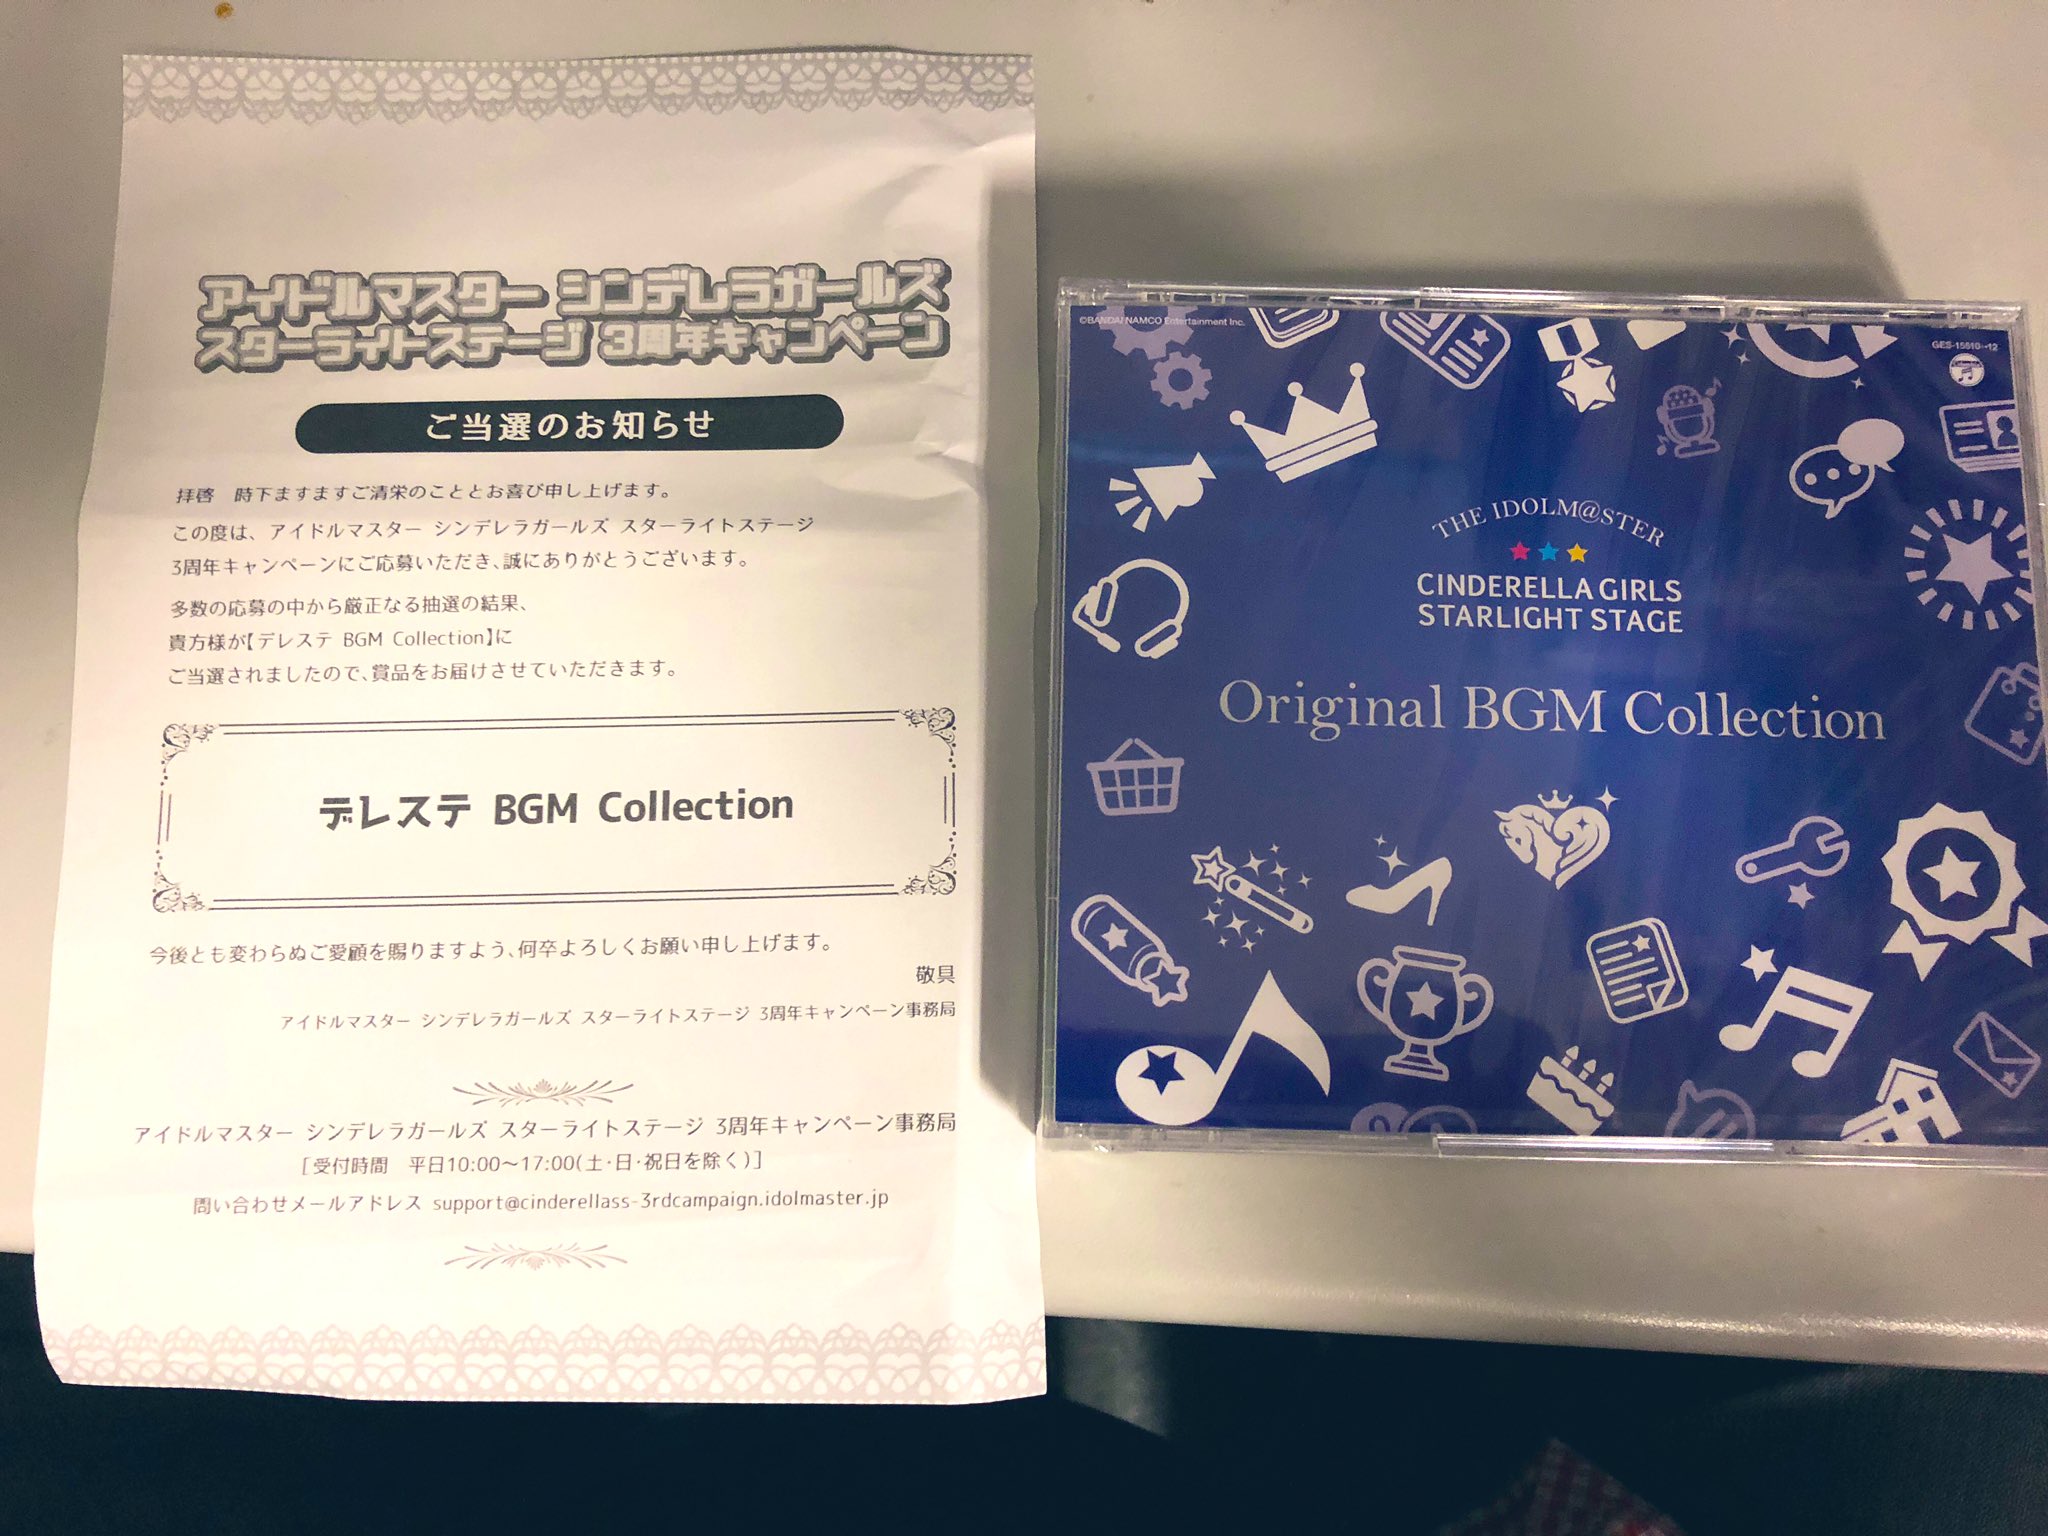 アイドルマスター シンデレラガールズ
スターライトステージ 3周年キャンペーン
ご当選のお知らせ
拝啓　時下ますますご清栄のこととお喜び申し上げます。
この度は、アイドルマスター シンデレラガールズ スターライトステージ
3周年キャンペーンにご応募いただき、誠にありがとうございます。
多数の応募の中から厳正なる抽選の結果、
貴方様が【デレステ BGM Collection】に
ご当選されましたので、賞品をお届けさせていただきます。
デレステ BGM Collection
今後とも変わらぬご愛顧を賜りますよう、何卒よろしくお願い申し上げます。
敬具
アイドルマスター シンデレラガールズ スターライトステージ 3周年キャンペーン事務局
アイドルマスター シンデレラガールズ スターライトステージ 3周年キャンペーン事務局
[受付時間　平日10:00～17:00(土・日・祝日を除く)]
問い合わせメールアドレス support@cinderellass-3rdcampaign.idolmaster.jp
©BANDAI NAMCO Entertainment Inc.
THE IDOLM@STER
CINDERELLA GIRLS
STARLIGHT STAGE
Original BGM Collection